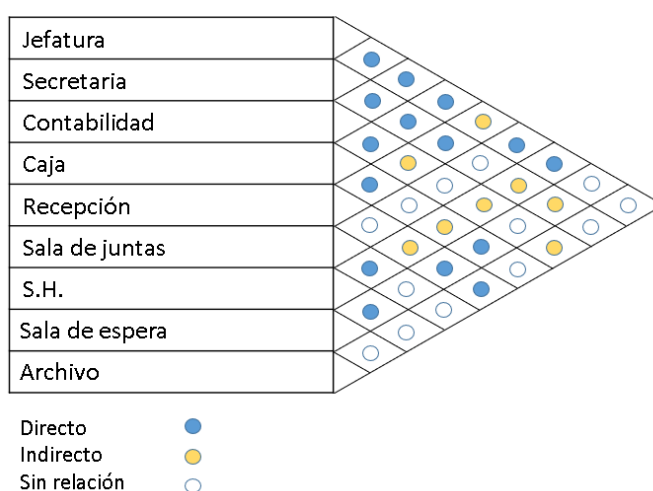 Jefatura
Secretaria
Contabilidad
Caja
Recepción
Sala de juntas
S.H.
Sala de espera
Archivo
Directo
Indirecto
Sin relación